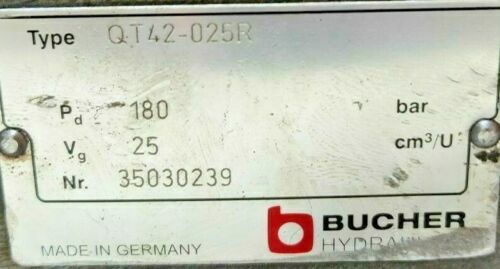 Type QT42-025R
Pd 180 bar
Vg 25 cm³/U
Nr. 35030239
BUCHER
MADE IN GERMANY